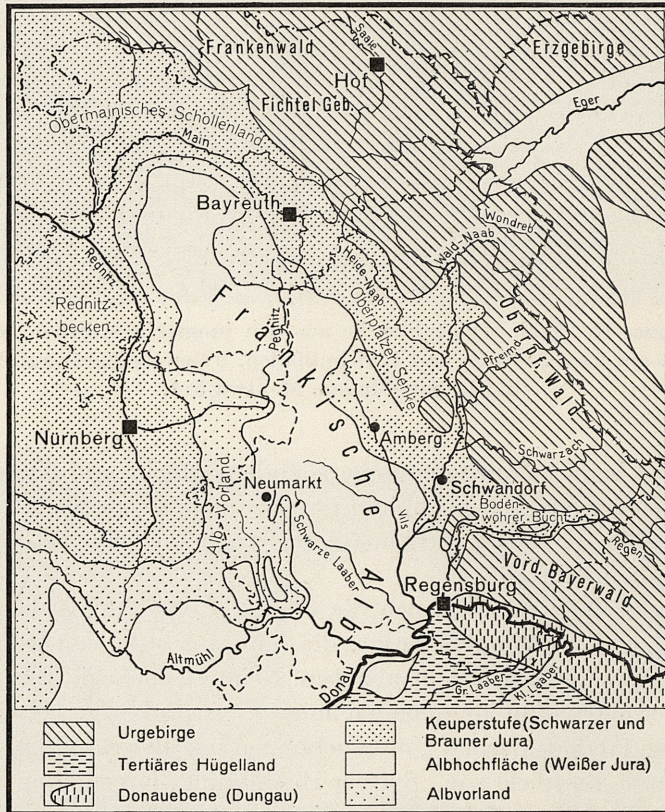 Frankenwald
Saale
Erzgebirge
Hof
Fichtel Geb.
Eger
Obermainisches Schollenland
Main
Bayreuth
Wondreb
Wald-Naab
Rednitz
Heide-Naab
Rednitz-
becken
Oberpfälzer Senke
Pegnitz
Fränkische Alb
Oberpf. Wald
Pfreimd
Nürnberg
Amberg
Schwarzach
Neumarkt
Schwandorf
Alb-Vorland
Vils
Boden-
wöhrer Bucht
Schwarze Laaber
Regen
Regensburg
Vord. Bayerwald
Altmühl
Donau
Gr. Laaber
Kl. Laaber
Urgebirge
Tertiäres Hügelland
Donauebene (Dungau)
Keuperstufe (Schwarzer und
Brauner Jura)
Albhochfläche (Weißer Jura)
Albvorland